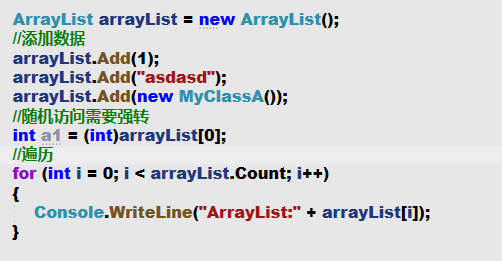 ArrayList arrayList = new ArrayList();
//添加数据
arrayList.Add(1);
arrayList.Add("asdasd");
arrayList.Add(new MyClassA());
//随机访问需要强转
int a1 = (int)arrayList[0];
//遍历
for (int i = 0; i < arrayList.Count; i++)
{
    Console.WriteLine("ArrayList:" + arrayList[i]);
}